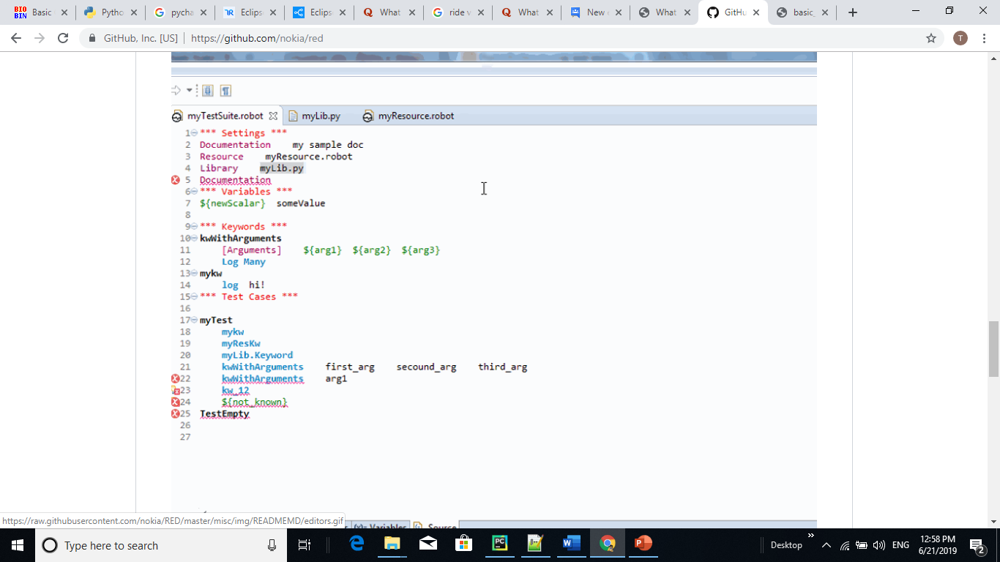 BIO BIN Basic Pytho pycha Eclips Eclips What ride v What New What GitHu basic_
GitHub, Inc. [US] https://github.com/nokia/red T
myTestSuite.robot myLib.py myResource.robot
1 *** Settings ***
2 Documentation my sample doc
3 Resource myResource.robot
4 Library myLib.py
5 Documentation
6 *** Variables ***
7 ${newScalar} someValue
8
9 *** Keywords ***
10 kwWithArguments
11 [Arguments] ${arg1} ${arg2} ${arg3}
12 Log Many
13 mykw
14 log hi!
15 *** Test Cases ***
16
17 myTest
18 mykw
19 myResKw
20 myLib.Keyword
21 kwWithArguments first_arg secound_arg third_arg
22 kwWithArguments arg1
23 kw_12
24 ${not_known}
25 TestEmpty
26
27
https://raw.githubusercontent.com/nokia/RED/master/misc/img/READMEMD/editors.gif Variables Source
Type here to search Desktop ENG 12:58 PM
6/21/2019 2